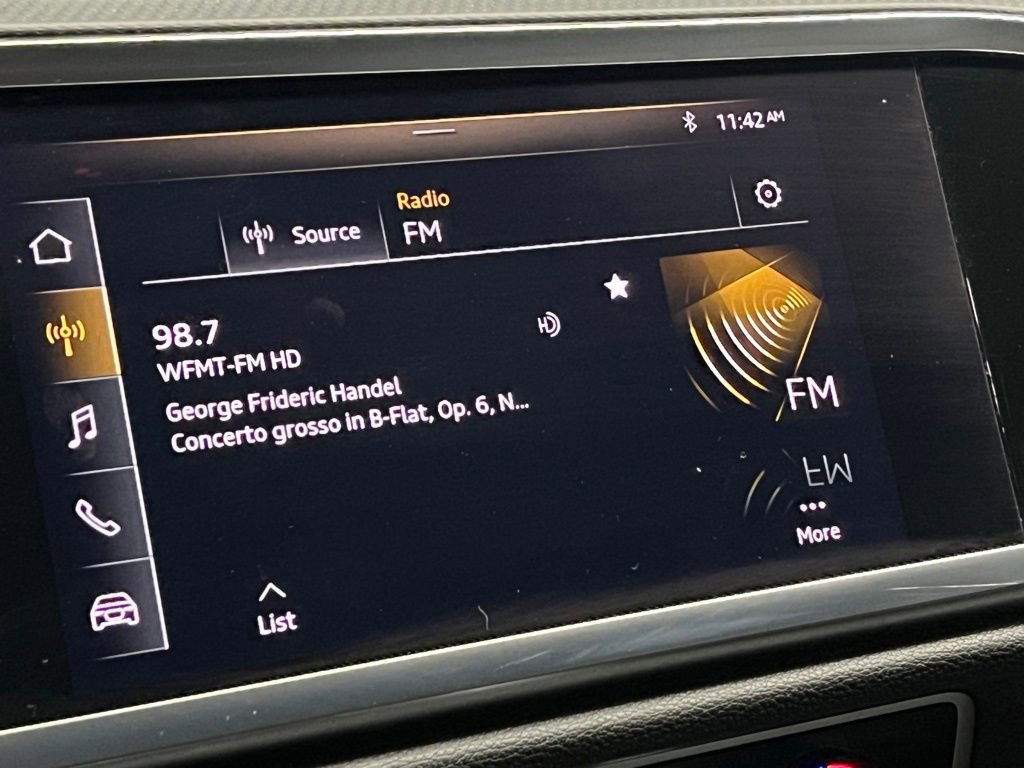 11:42 AM
Radio
Source
FM
98.7
HD
WFMT-FM HD
George Frideric Handel
Concerto grosso in B-Flat, Op. 6, N...
FM
FM
More
List